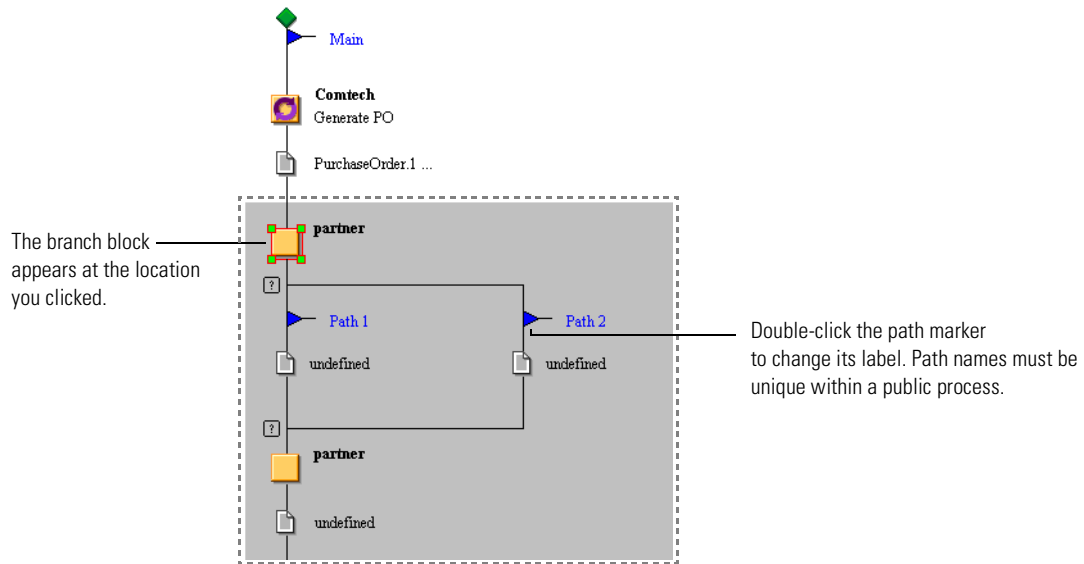 Main
Comtech
Generate PO
PurchaseOrder.1 ...
The branch block
appears at the location
you clicked.
partner
?
Path 1
Path 2
undefined
undefined
Double-click the path marker
to change its label. Path names must be
unique within a public process.
?
partner
undefined